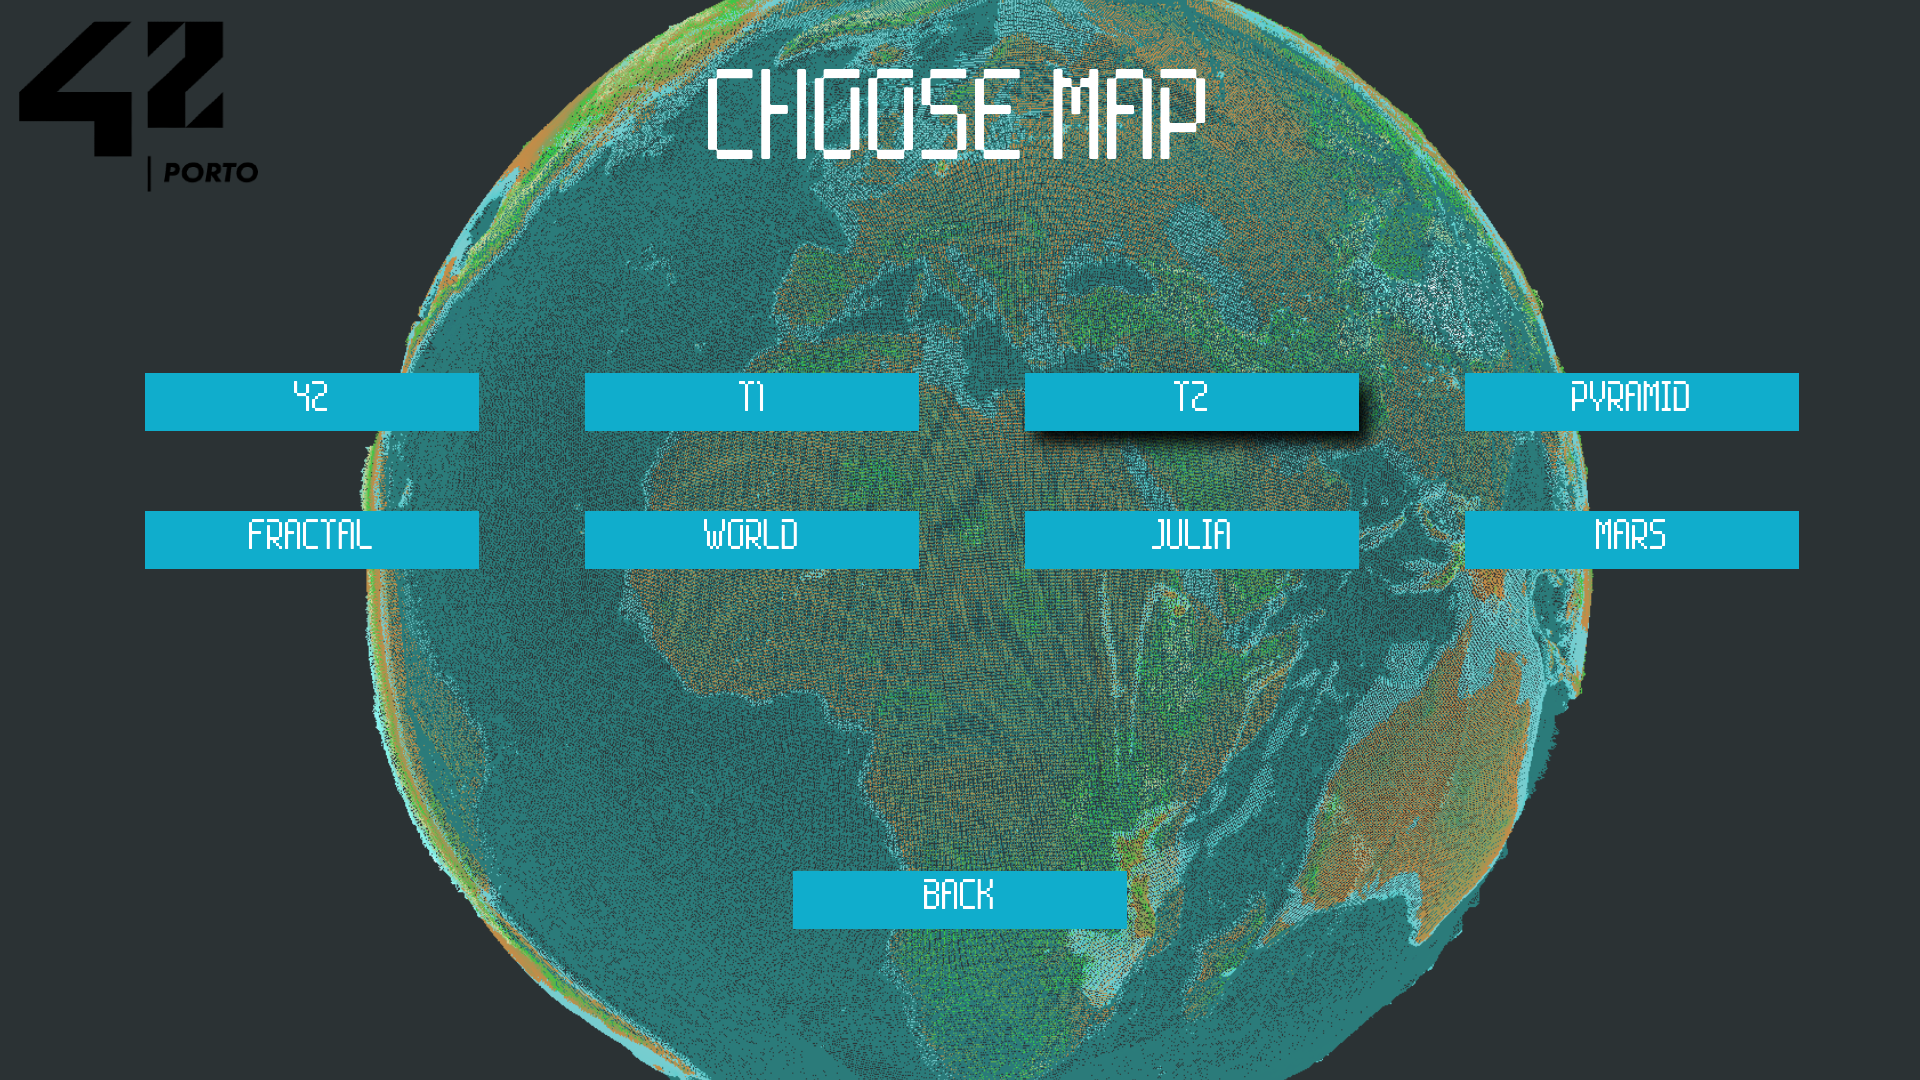 42
PORTO
CHOOSE MAP
42
T1
T2
PYRAMID
FRACTAL
WORLD
JULIA
MARS
BACK